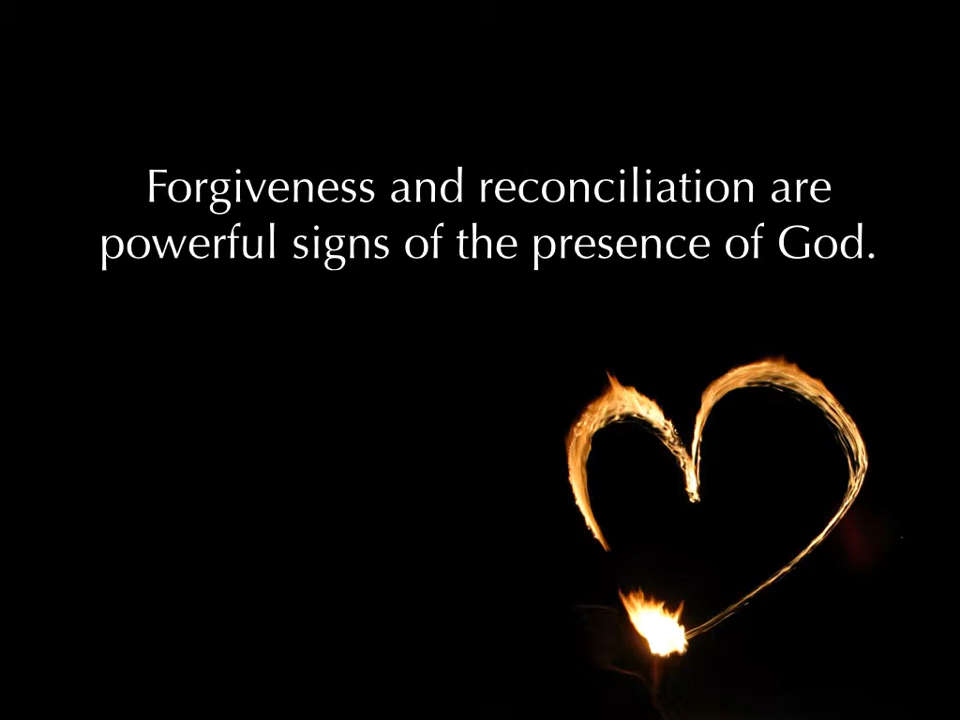 Forgiveness and reconciliation are
powerful signs of the presence of God.